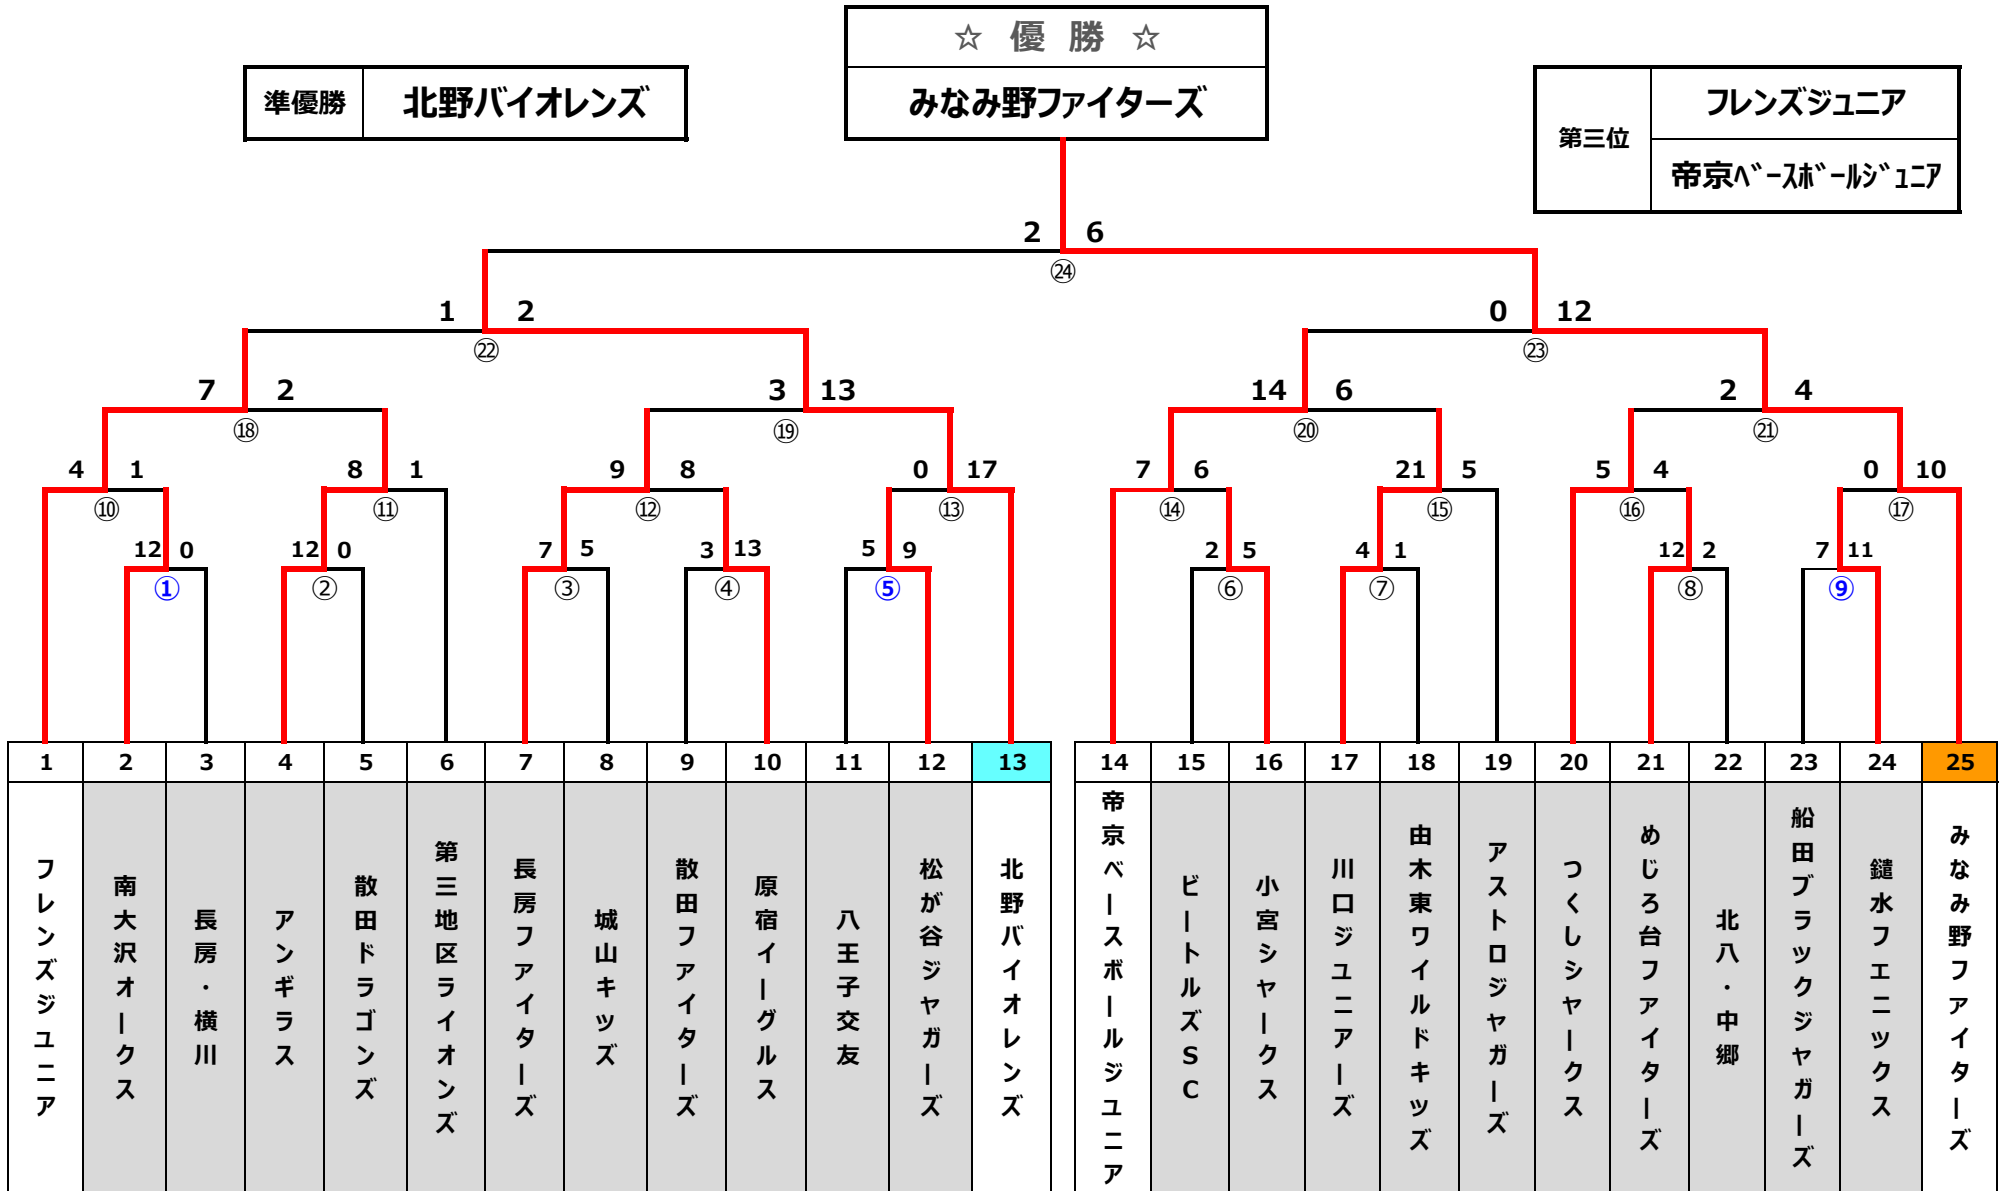 ☆ 優 勝 ☆
みなみ野ファイターズ
準優勝 北野バイオレンズ
第三位
フレンズジュニア
帝京ベースボールジュニア
2 6
㉔
1 2
㉒
0 12
㉓
7 2
⑱
3 13
⑲
14 6
⑳
2 4
㉑
4 1
⑩
8 1
⑪
9 8
⑫
0 17
⑬
7 6
⑭
21 5
⑮
5 4
⑯
0 10
⑰
12 0
①
12 0
②
7 5
③
3 13
④
5 9
⑤
2 5
⑥
4 1
⑦
12 2
⑧
7 11
⑨
1 2 3 4 5 6 7 8 9 10 11 12 13
14 15 16 17 18 19 20 21 22 23 24 25
フレンズジュニア
南大沢オークス
長房・横川
アンギラス
散田ドラゴンズ
第三地区ライオンズ
長房ファイターズ
城山キッズ
散田ファイターズ
原宿イーグルス
八王子交友
松が谷ジャガーズ
北野バイオレンズ
帝京ベースボールジュニア
ビートルズSC
小宮シャークス
川口ジュニアーズ
由木東ワイルドキッズ
アストロジャガーズ
つくしシャークス
めじろ台ファイターズ
北八・中郷
船田ブラックジャガーズ
鑓水フェニックス
みなみ野ファイターズ